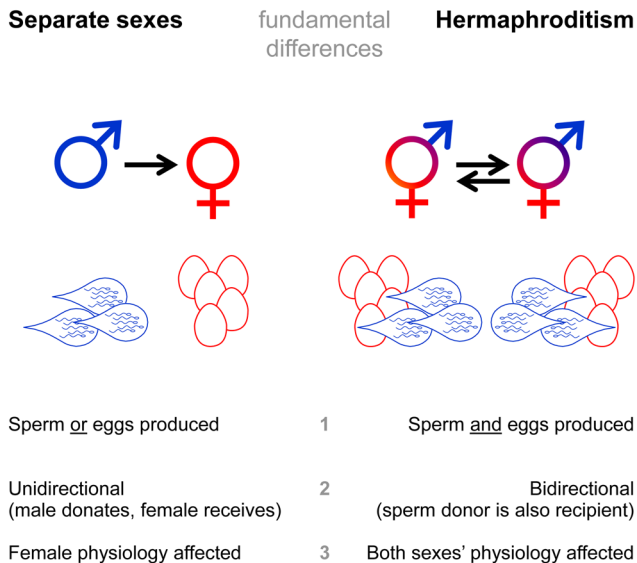 Separate sexes
fundamental
differences
Hermaphroditism
Sperm or eggs produced
1
Sperm and eggs produced
Unidirectional
(male donates, female receives)
2
Bidirectional
(sperm donor is also recipient)
Female physiology affected
3
Both sexes' physiology affected